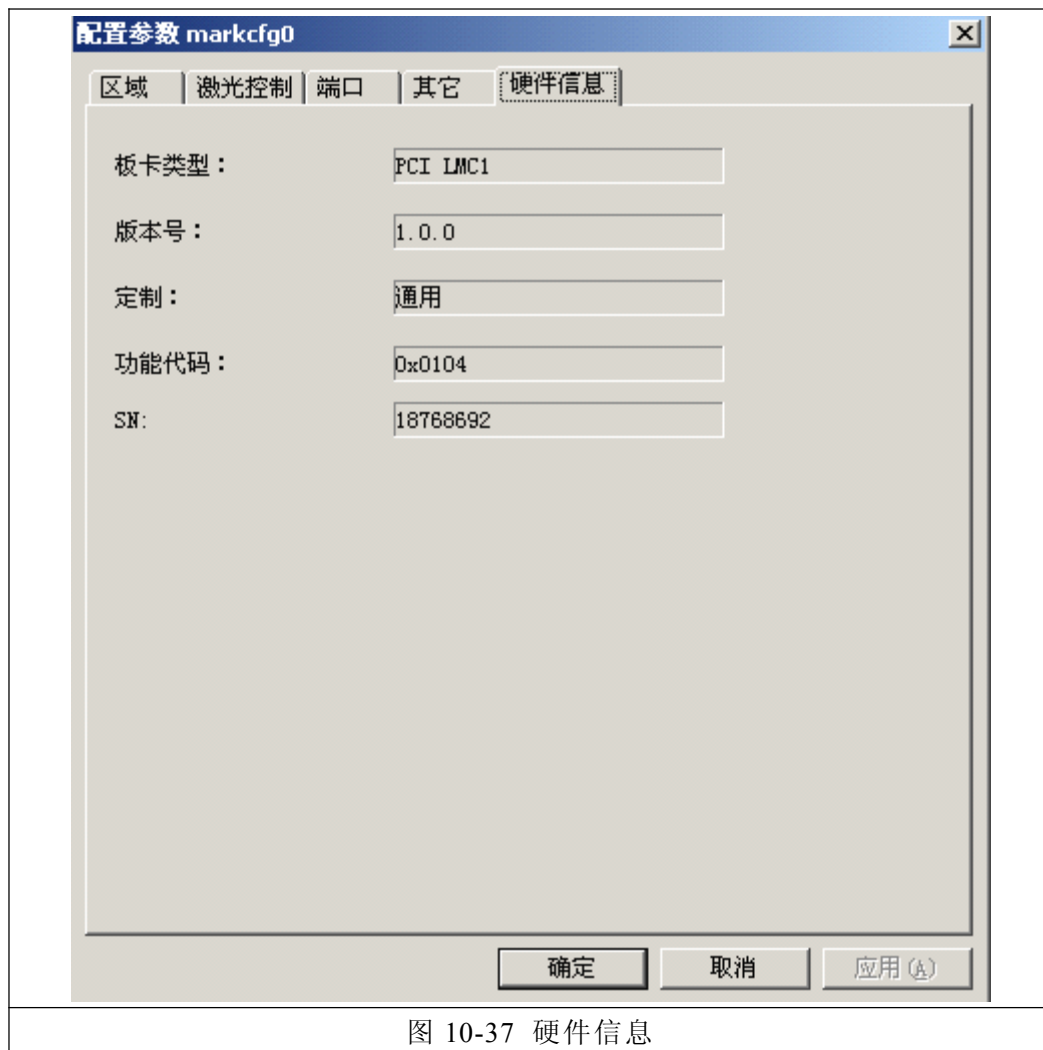 配置参数 markcfg0
区域 激光控制 端口 其它 硬件信息
板卡类型： PCI LMC1
版本号： 1.0.0
定制： 通用
功能代码： 0x0104
SN: 18768692
确定 取消 应用(A)
图 10-37 硬件信息